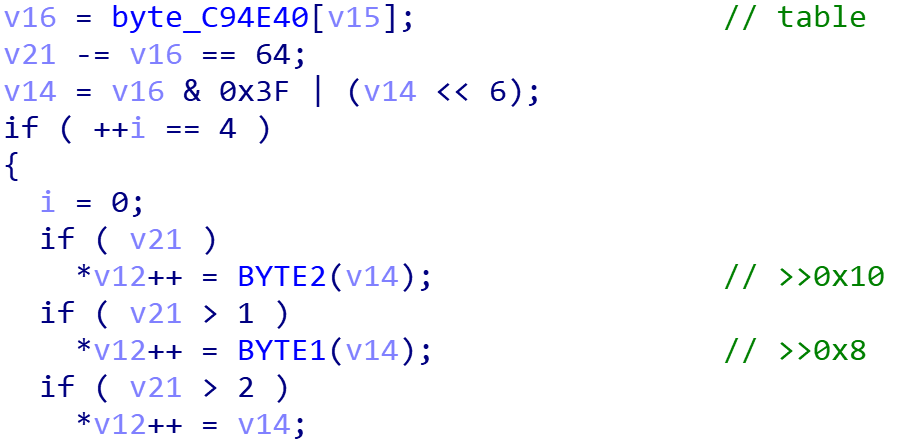 v16 = byte_C94E40[v15]; // table
v21 -= v16 == 64;
v14 = v16 & 0x3F | (v14 << 6);
if ( ++i == 4 )
{
i = 0;
if ( v21 )
*v12++ = BYTE2(v14); // >>0x10
if ( v21 > 1 )
*v12++ = BYTE1(v14); // >>0x8
if ( v21 > 2 )
*v12++ = v14;